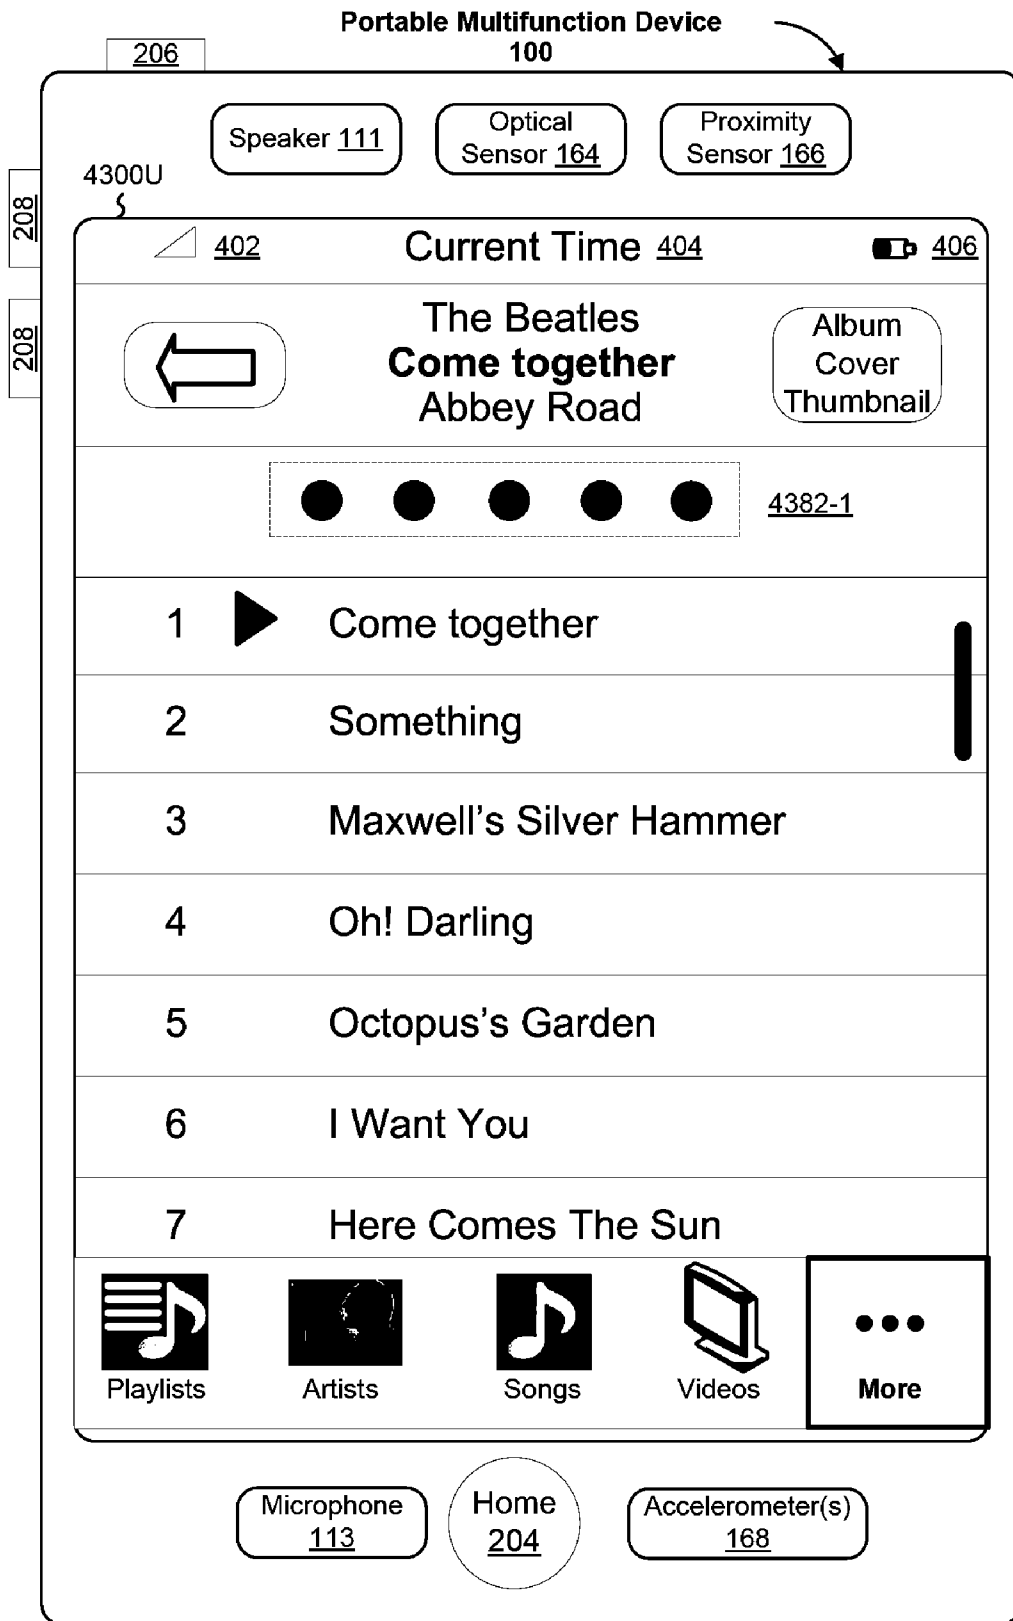 Portable Multifunction Device
100
206
Speaker 111
Optical
Sensor 164
Proximity
Sensor 166
4300U
208
208
402
Current Time 404
406
The Beatles
Come together
Abbey Road
Album
Cover
Thumbnail
4382-1
1 Come together
2 Something
3 Maxwell's Silver Hammer
4 Oh! Darling
5 Octopus's Garden
6 I Want You
7 Here Comes The Sun
Playlists
Artists
Songs
Videos
More
Microphone
113
Home
204
Accelerometer(s)
168